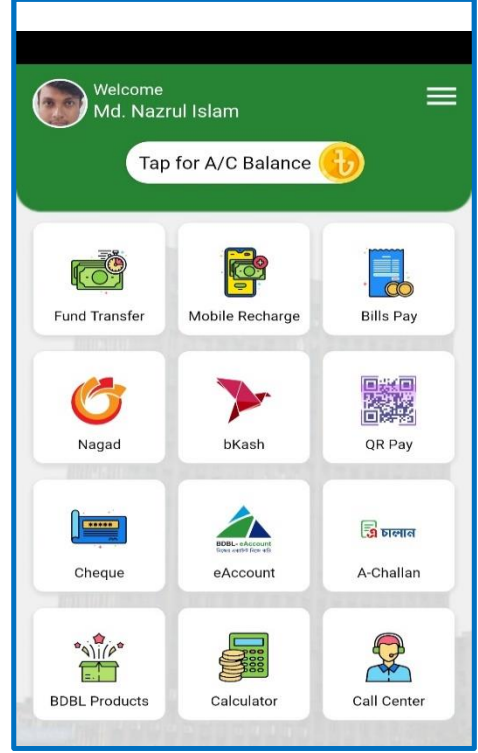 Welcome
Md. Nazrul Islam
Tap for A/C Balance
Fund Transfer
Mobile Recharge
Bills Pay
Nagad
bKash
QR Pay
BDBL-eAccount
এ চালান
Cheque
eAccount
A-Challan
BDBL Products
Calculator
Call Center